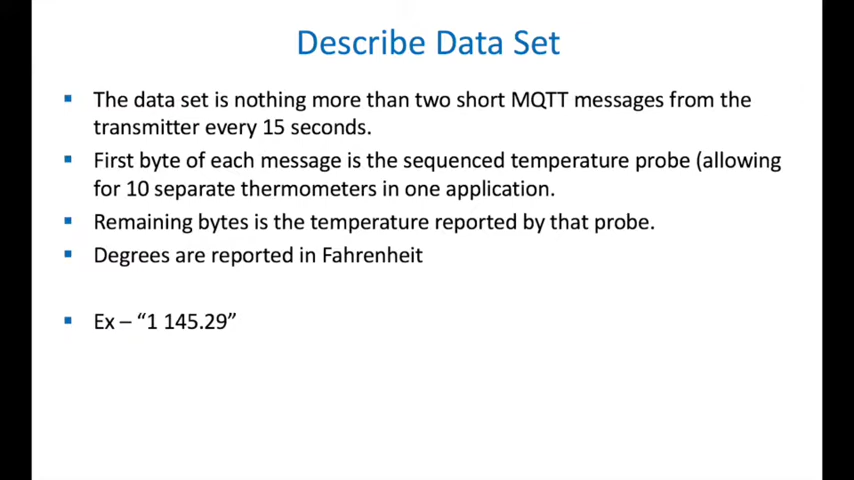 Describe Data Set
▪ The data set is nothing more than two short MQTT messages from the
transmitter every 15 seconds.
▪ First byte of each message is the sequenced temperature probe (allowing
for 10 separate thermometers in one application.
▪ Remaining bytes is the temperature reported by that probe.
▪ Degrees are reported in Fahrenheit
▪ Ex – “1 145.29”